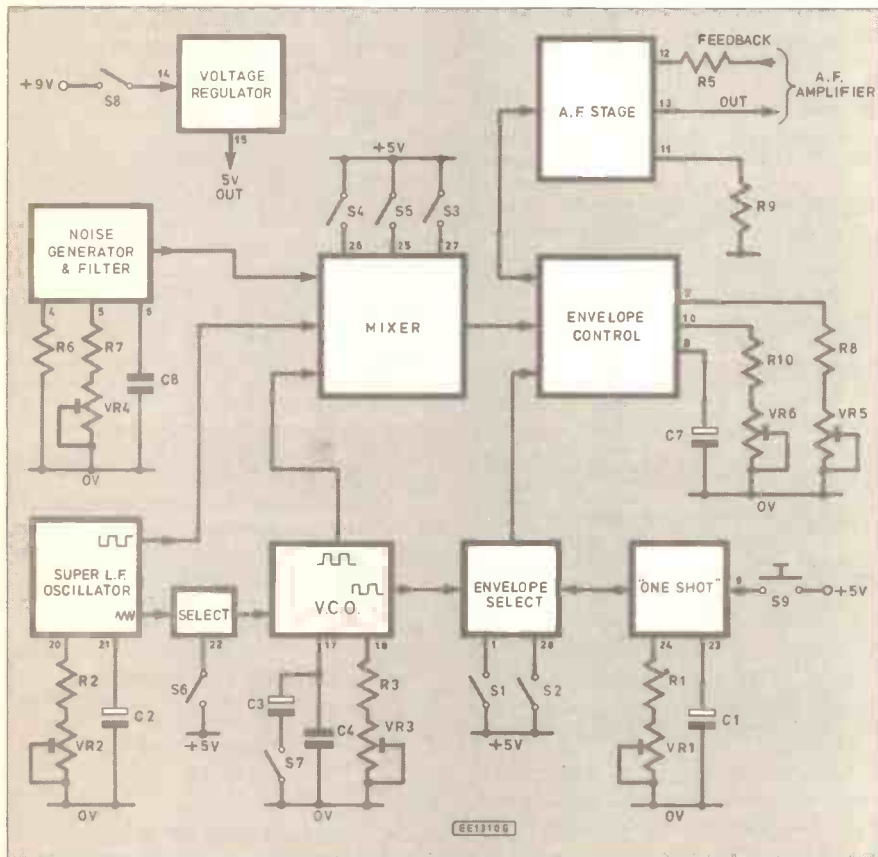 +9V
S8
14
VOLTAGE
REGULATOR
15
5V
OUT
12
FEEDBACK
R5
A.F. STAGE
13
OUT
A.F.
AMPLIFIER
11
R9
+5V
S4
S5
S3
26
25
27
NOISE
GENERATOR
& FILTER
4
5
6
R6
R7
VR4
C8
0V
MIXER
ENVELOPE
CONTROL
10
8
R10
R8
C7
VR6
VR5
0V
SUPER L.F.
OSCILLATOR
20
21
R2
VR2
C2
0V
SELECT
22
S6
+5V
V.C.O.
17
18
C3
C4
R3
S7
VR3
0V
ENVELOPE
SELECT
1
28
S1
S2
+5V
"ONE SHOT"
9
S9
+5V
24
23
R1
VR1
C1
0V
EE1310G